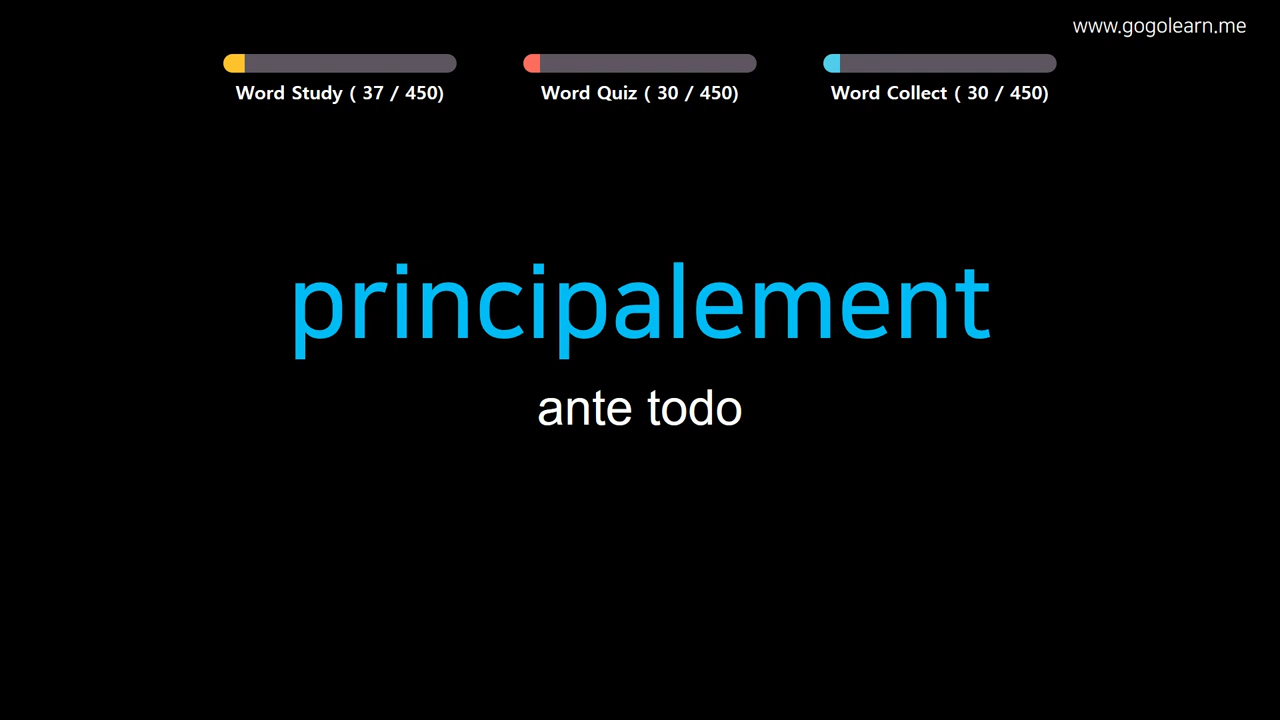 www.gogolearn.me
Word Study ( 37 / 450)
Word Quiz ( 30 / 450)
Word Collect ( 30 / 450)
principalement
ante todo